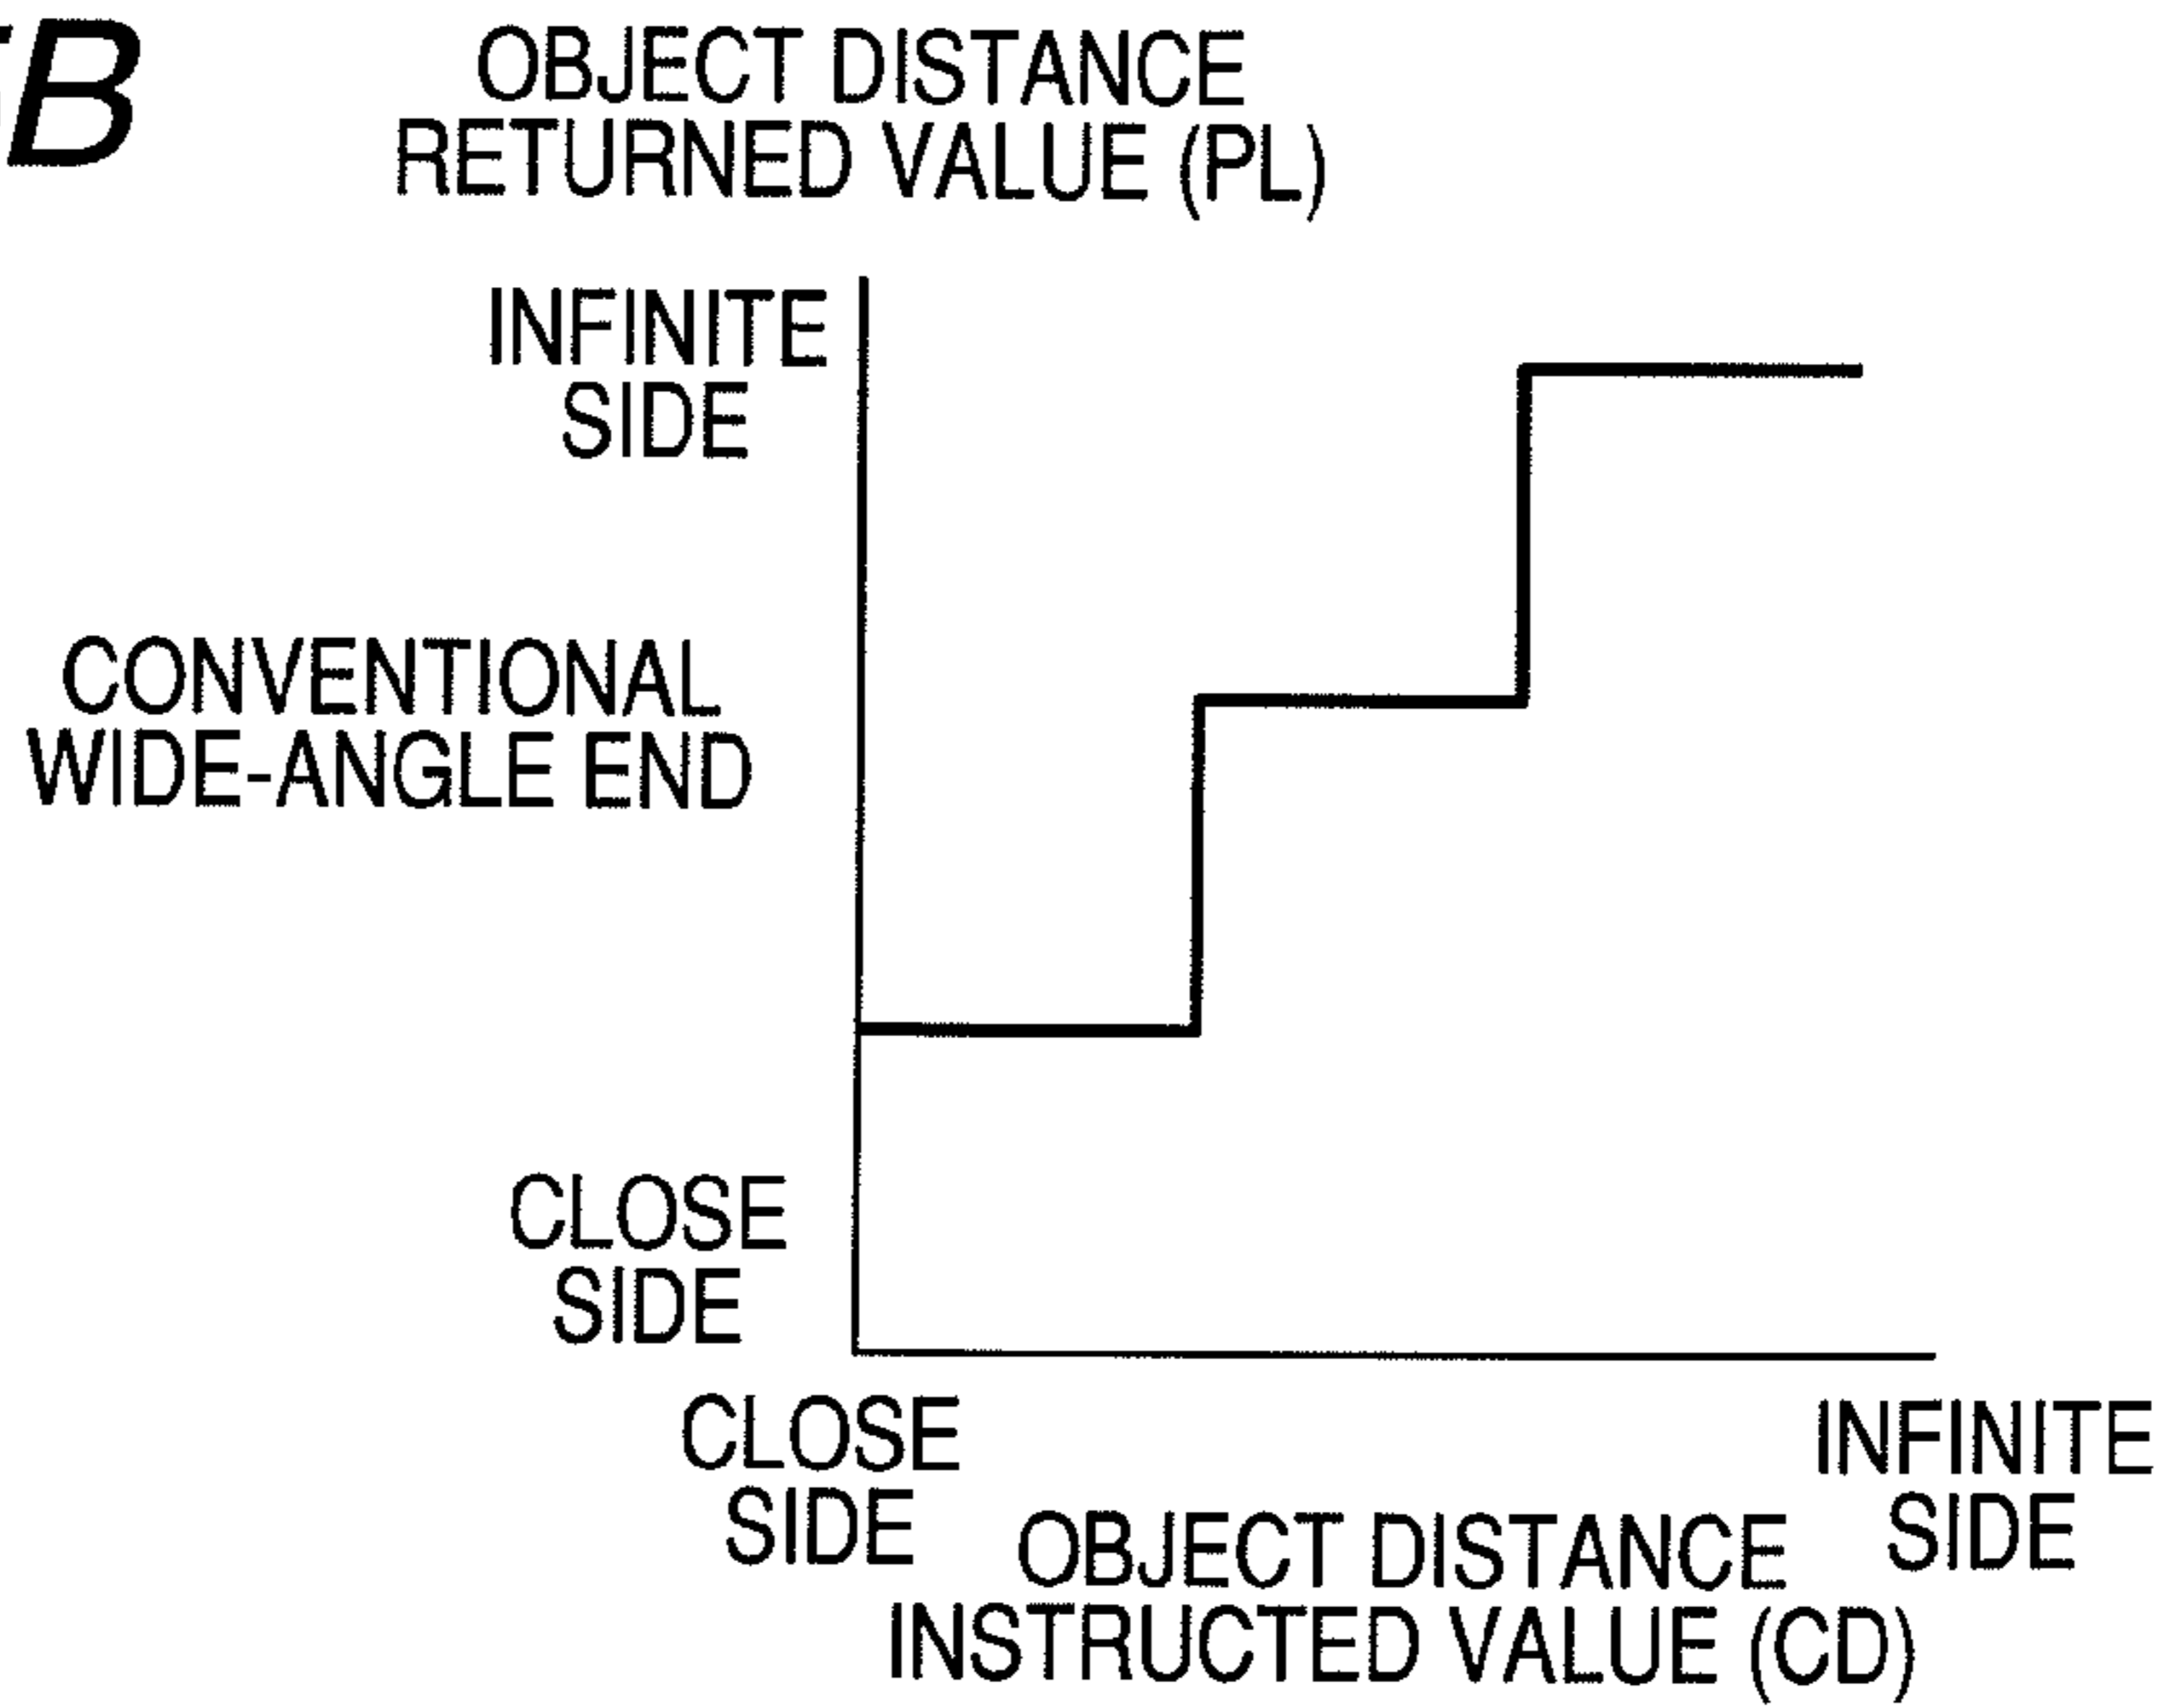 B
OBJECT DISTANCE
RETURNED VALUE (PL)
INFINITE
SIDE
CONVENTIONAL
WIDE-ANGLE END
CLOSE
SIDE
CLOSE
SIDE
INFINITE
SIDE
OBJECT DISTANCE
INSTRUCTED VALUE (CD)